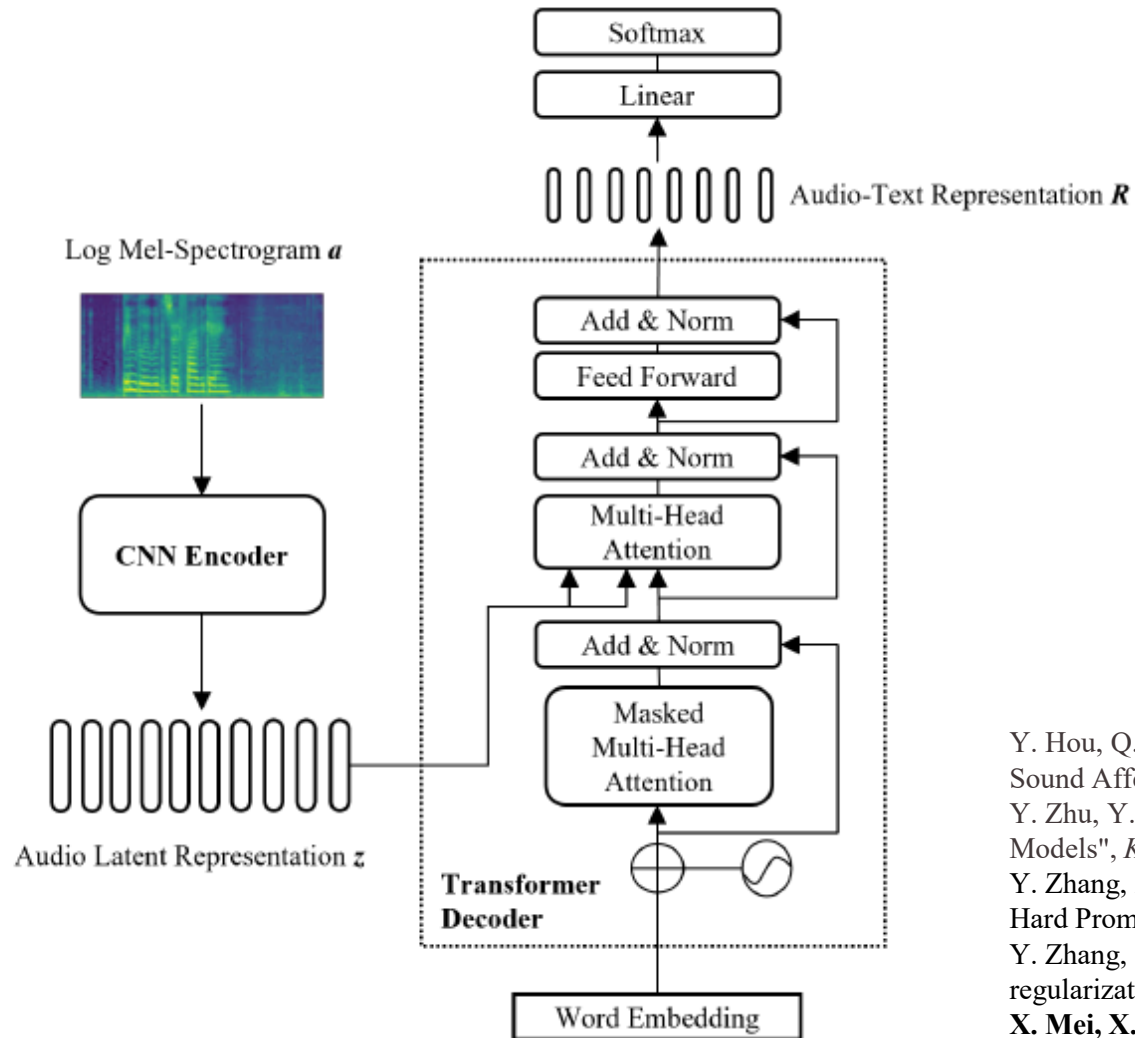 Softmax
Linear
Audio-Text Representation R
Log Mel-Spectrogram a
Add & Norm
Feed Forward
Add & Norm
Multi-Head
Attention
CNN Encoder
Add & Norm
Masked
Multi-Head
Attention
Audio Latent Representation z
Transformer
Decoder
Word Embedding
Y. Hou, Q.
Sound Aff
Y. Zhu, Y.
Models", K
Y. Zhang,
Hard Prom
Y. Zhang,
regularizat
X. Mei, X.